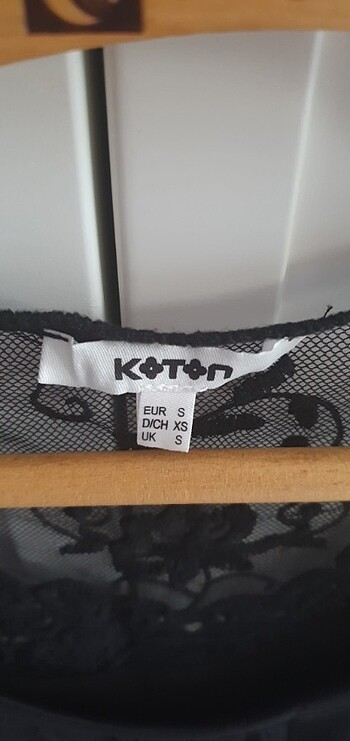 KOTON
EUR S
D/CH XS
UK S